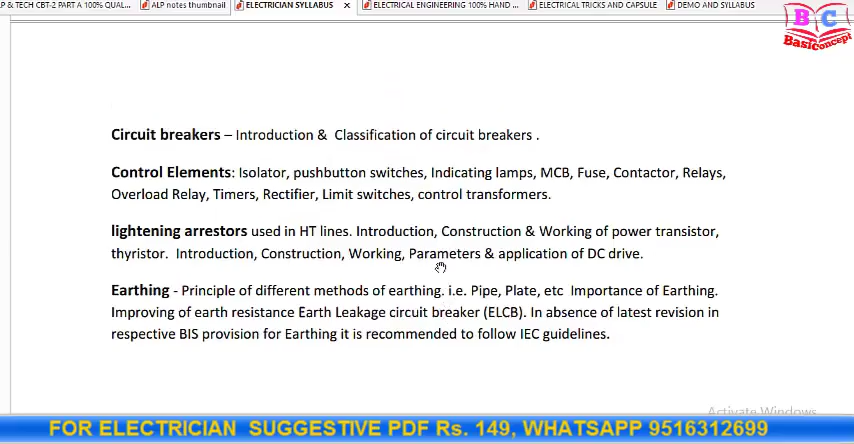 P & TECH CBT-2 PART A 100% QUAL...
ALP notes thumbnail
ELECTRICIAN SYLLABUS
ELECTRICAL ENGINEERING 100% HAND ...
ELECTRICAL TRICKS AND CAPSULE
DEMO AND SYLLABUS
B C
Basiconcept
Circuit breakers – Introduction & Classification of circuit breakers .
Control Elements: Isolator, pushbutton switches, Indicating lamps, MCB, Fuse, Contactor, Relays,
Overload Relay, Timers, Rectifier, Limit switches, control transformers.
lightening arrestors used in HT lines. Introduction, Construction & Working of power transistor,
thyristor. Introduction, Construction, Working, Parameters & application of DC drive.
Earthing - Principle of different methods of earthing. i.e. Pipe, Plate, etc Importance of Earthing.
Improving of earth resistance Earth Leakage circuit breaker (ELCB). In absence of latest revision in
respective BIS provision for Earthing it is recommended to follow IEC guidelines.
Activate Windows
FOR ELECTRICIAN SUGGESTIVE PDF Rs. 149, WHATSAPP 9516312699